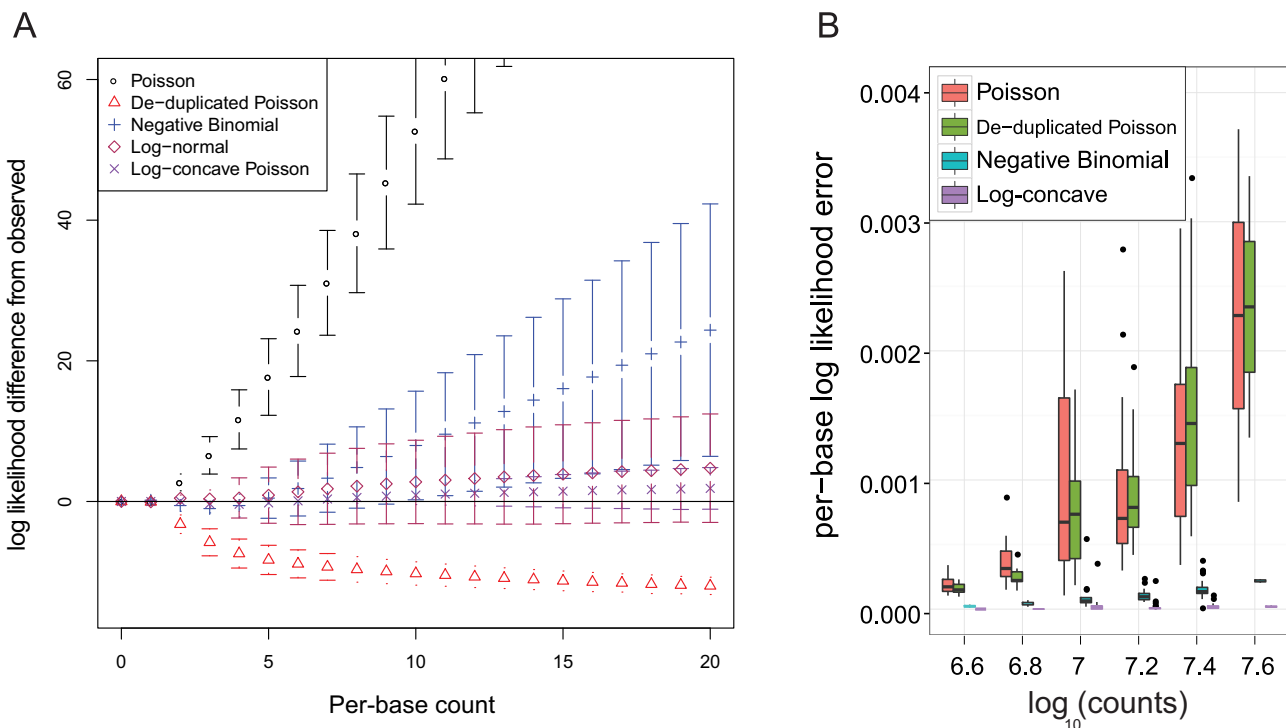 A
log likelihood difference from observed
60
40
20
0
Poisson
De−duplicated Poisson
Negative Binomial
Log−normal
Log−concave Poisson
0 5 10 15 20
Per-base count
B
per-base log likelihood error
0.004
0.003
0.002
0.001
0.000
Poisson
De-duplicated Poisson
Negative Binomial
Log-concave
6.6 6.8 7 7.2 7.4 7.6
log10(counts)